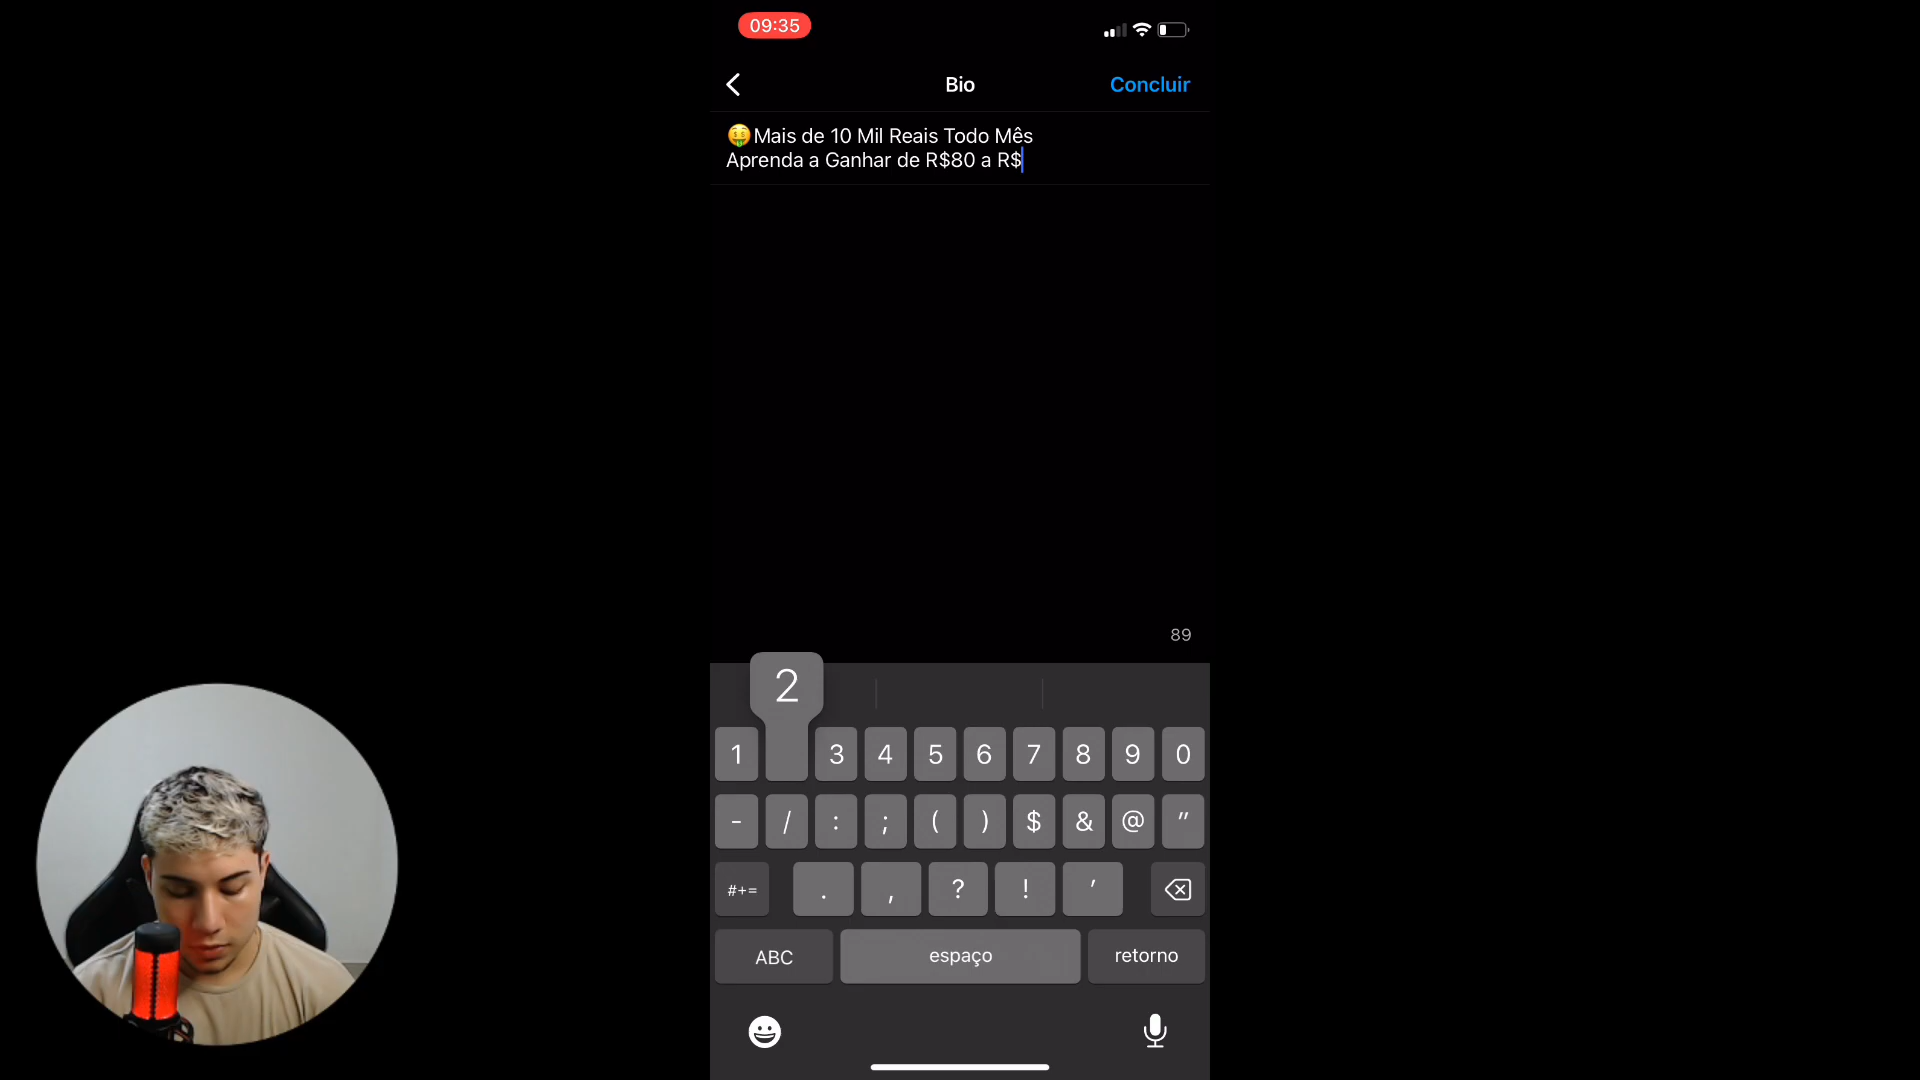 09:35
Bio
Concluir
🤑Mais de 10 Mil Reais Todo Mês
Aprenda a Ganhar de R$80 a R$
89
2
1 3 4 5 6 7 8 9 0
- / : ; ( ) $ & @ "
#+= . , ? ! '
ABC espaço retorno